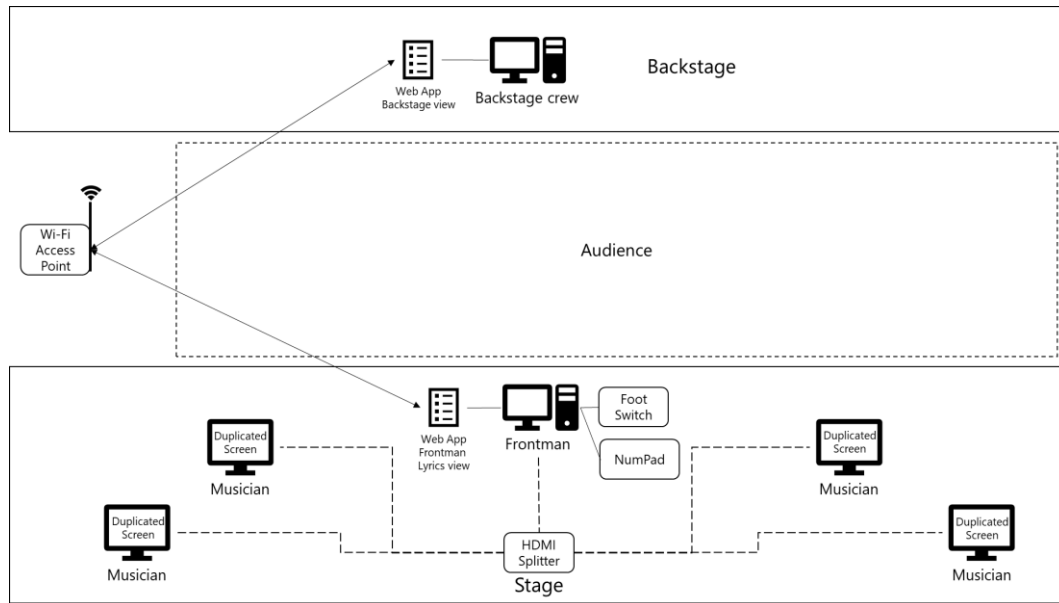 Backstage
Web App
Backstage view
Backstage crew
Wi-Fi
Access
Point
Audience
Web App
Frontman
Lyrics view
Frontman
Foot
Switch
NumPad
Duplicated
Screen
Musician
Duplicated
Screen
Musician
Duplicated
Screen
Musician
Duplicated
Screen
Musician
HDMI
Splitter
Stage